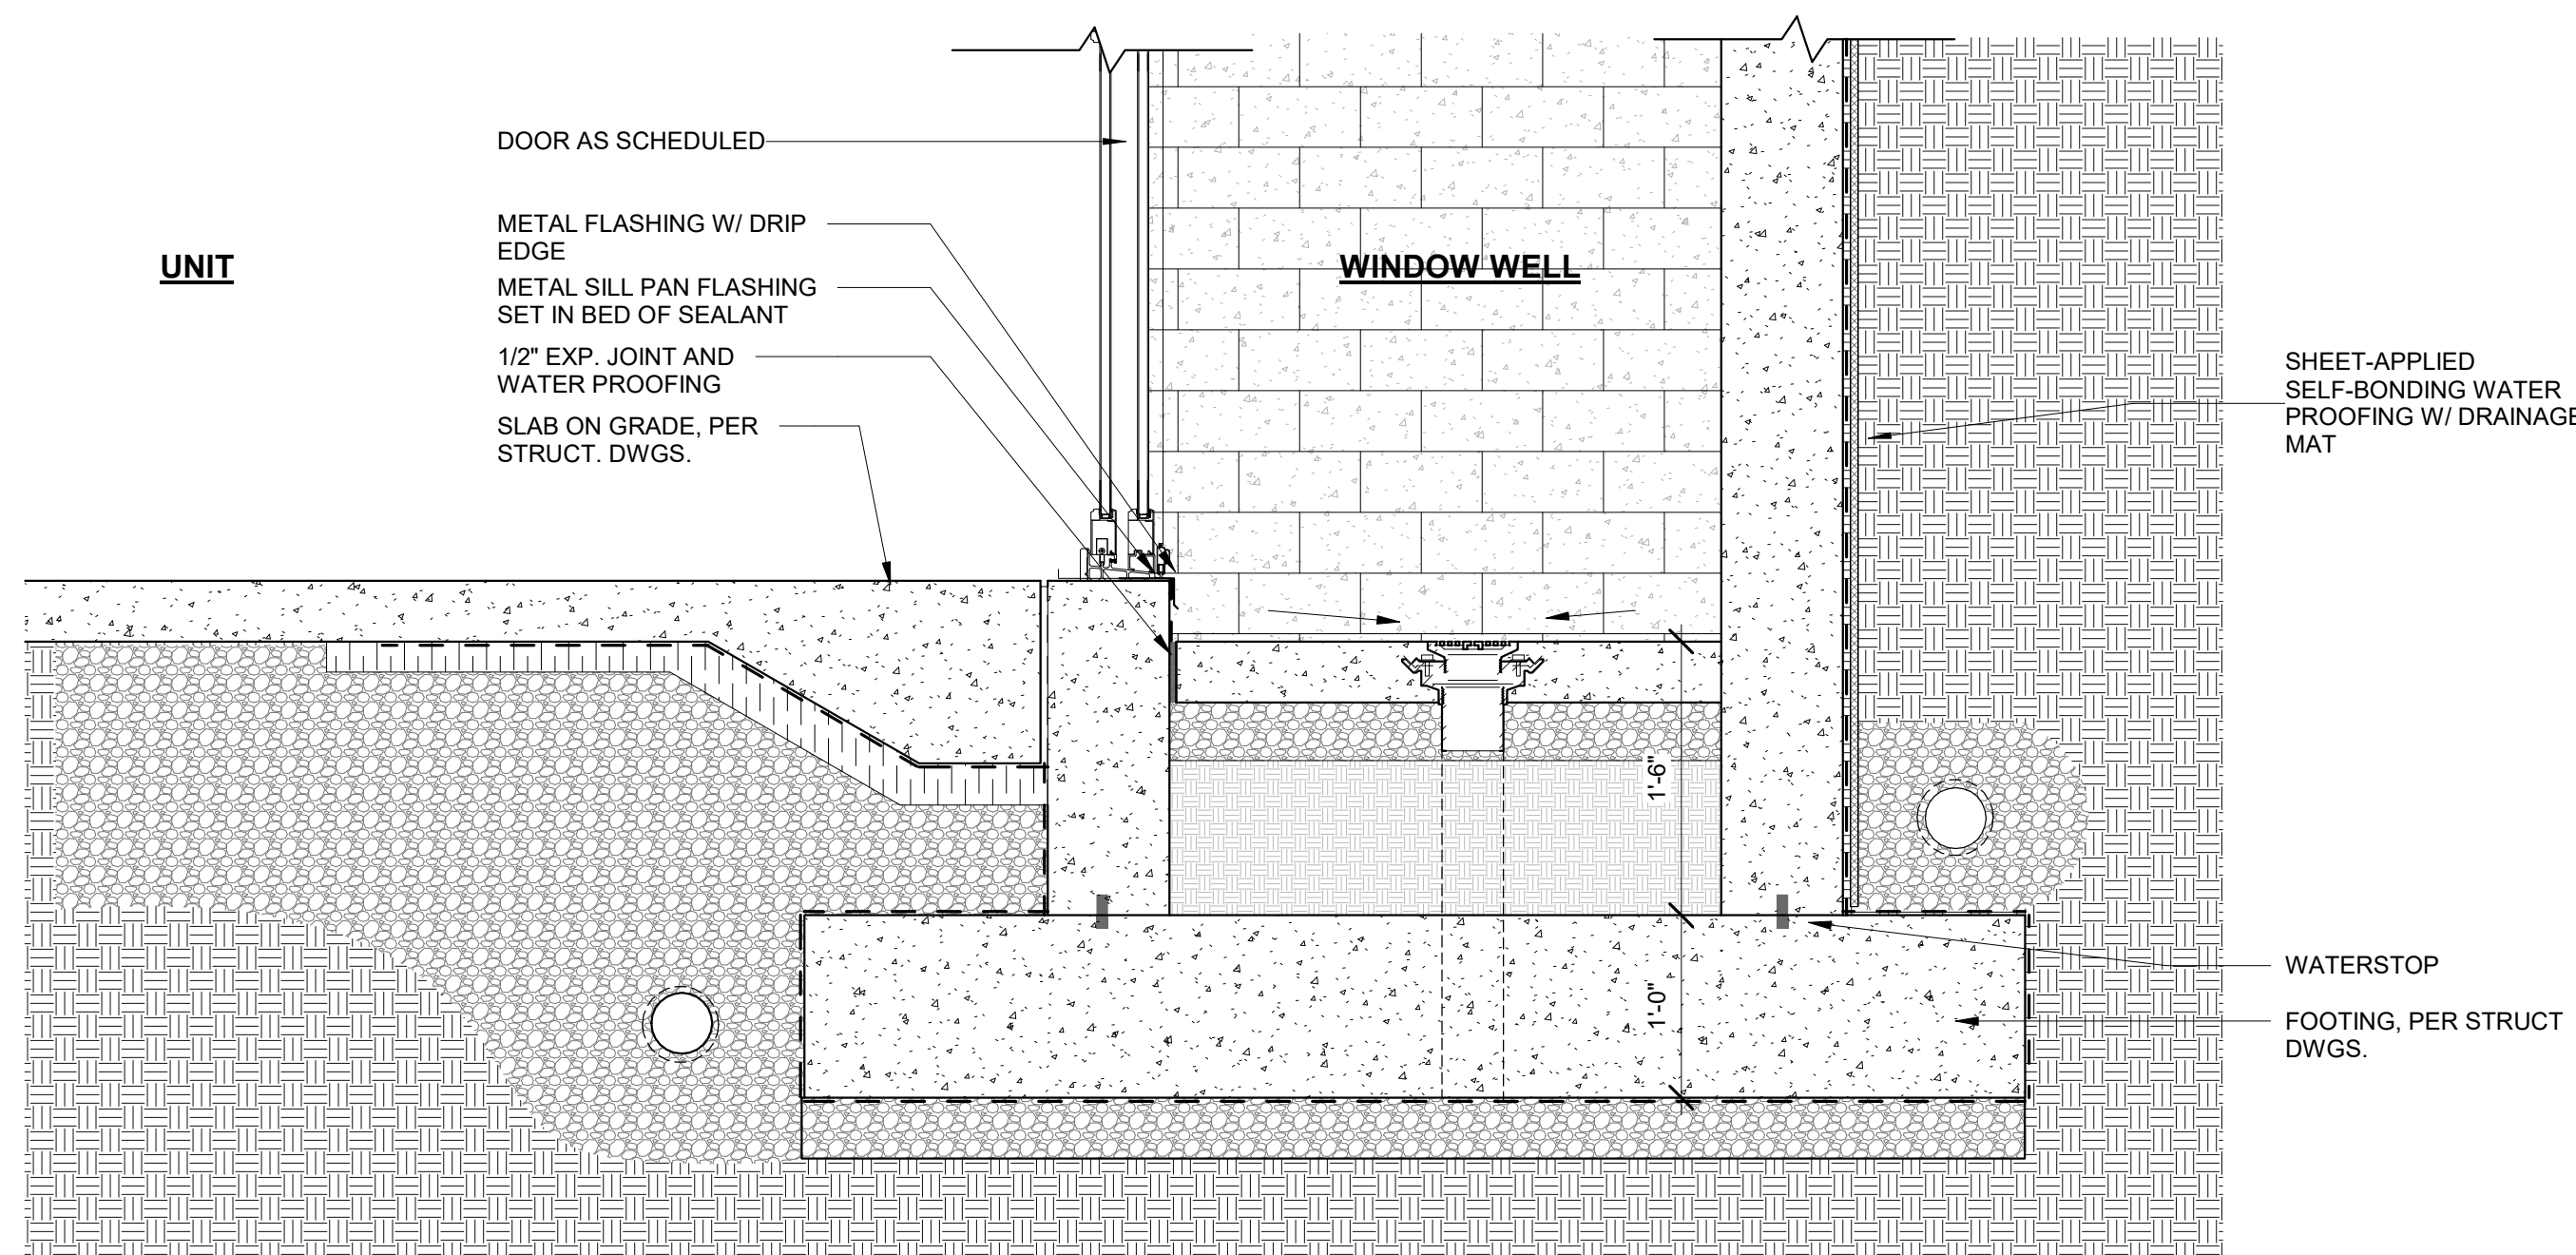 DOOR AS SCHEDULED
METAL FLASHING W/ DRIP
EDGE
UNIT
WINDOW WELL
METAL SILL PAN FLASHING
SET IN BED OF SEALANT
1/2" EXP. JOINT AND
WATER PROOFING
SLAB ON GRADE, PER
STRUCT. DWGS.
SHEET-APPLIED
SELF-BONDING WATER
PROOFING W/ DRAINAGE
MAT
1'-6"
1'-0"
WATERSTOP
FOOTING, PER STRUCT
DWGS.